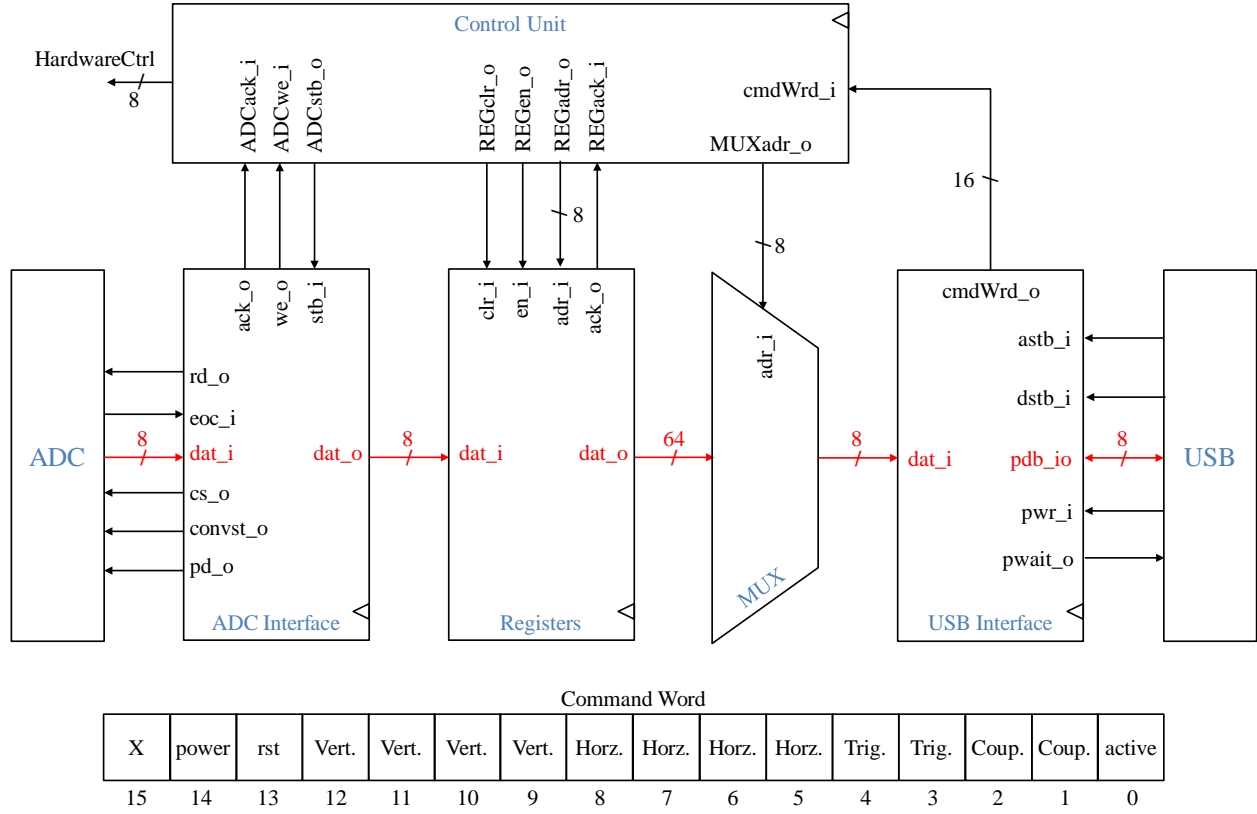 Control Unit
HardwareCtrl
8
ADCack_i
ADCwe_i
ADCstb_o
REGclr_o
REGen_o
REGadr_o
REGack_i
cmdWrd_i
MUXadr_o
8
8
16
ack_o
we_o
stb_i
clr_i
en_i
adr_i
ack_o
adr_i
cmdWrd_o
ADC
rd_o
eoc_i
8
dat_i
cs_o
convst_o
pd_o
dat_o
ADC Interface
8
dat_i
dat_o
Registers
64
MUX
8
dat_i
astb_i
dstb_i
pdb_io
pwr_i
pwait_o
USB Interface
8
USB
Command Word
X power rst Vert. Vert. Vert. Vert. Horz. Horz. Horz. Horz. Trig. Trig. Coup. Coup. active
15 14 13 12 11 10 9 8 7 6 5 4 3 2 1 0